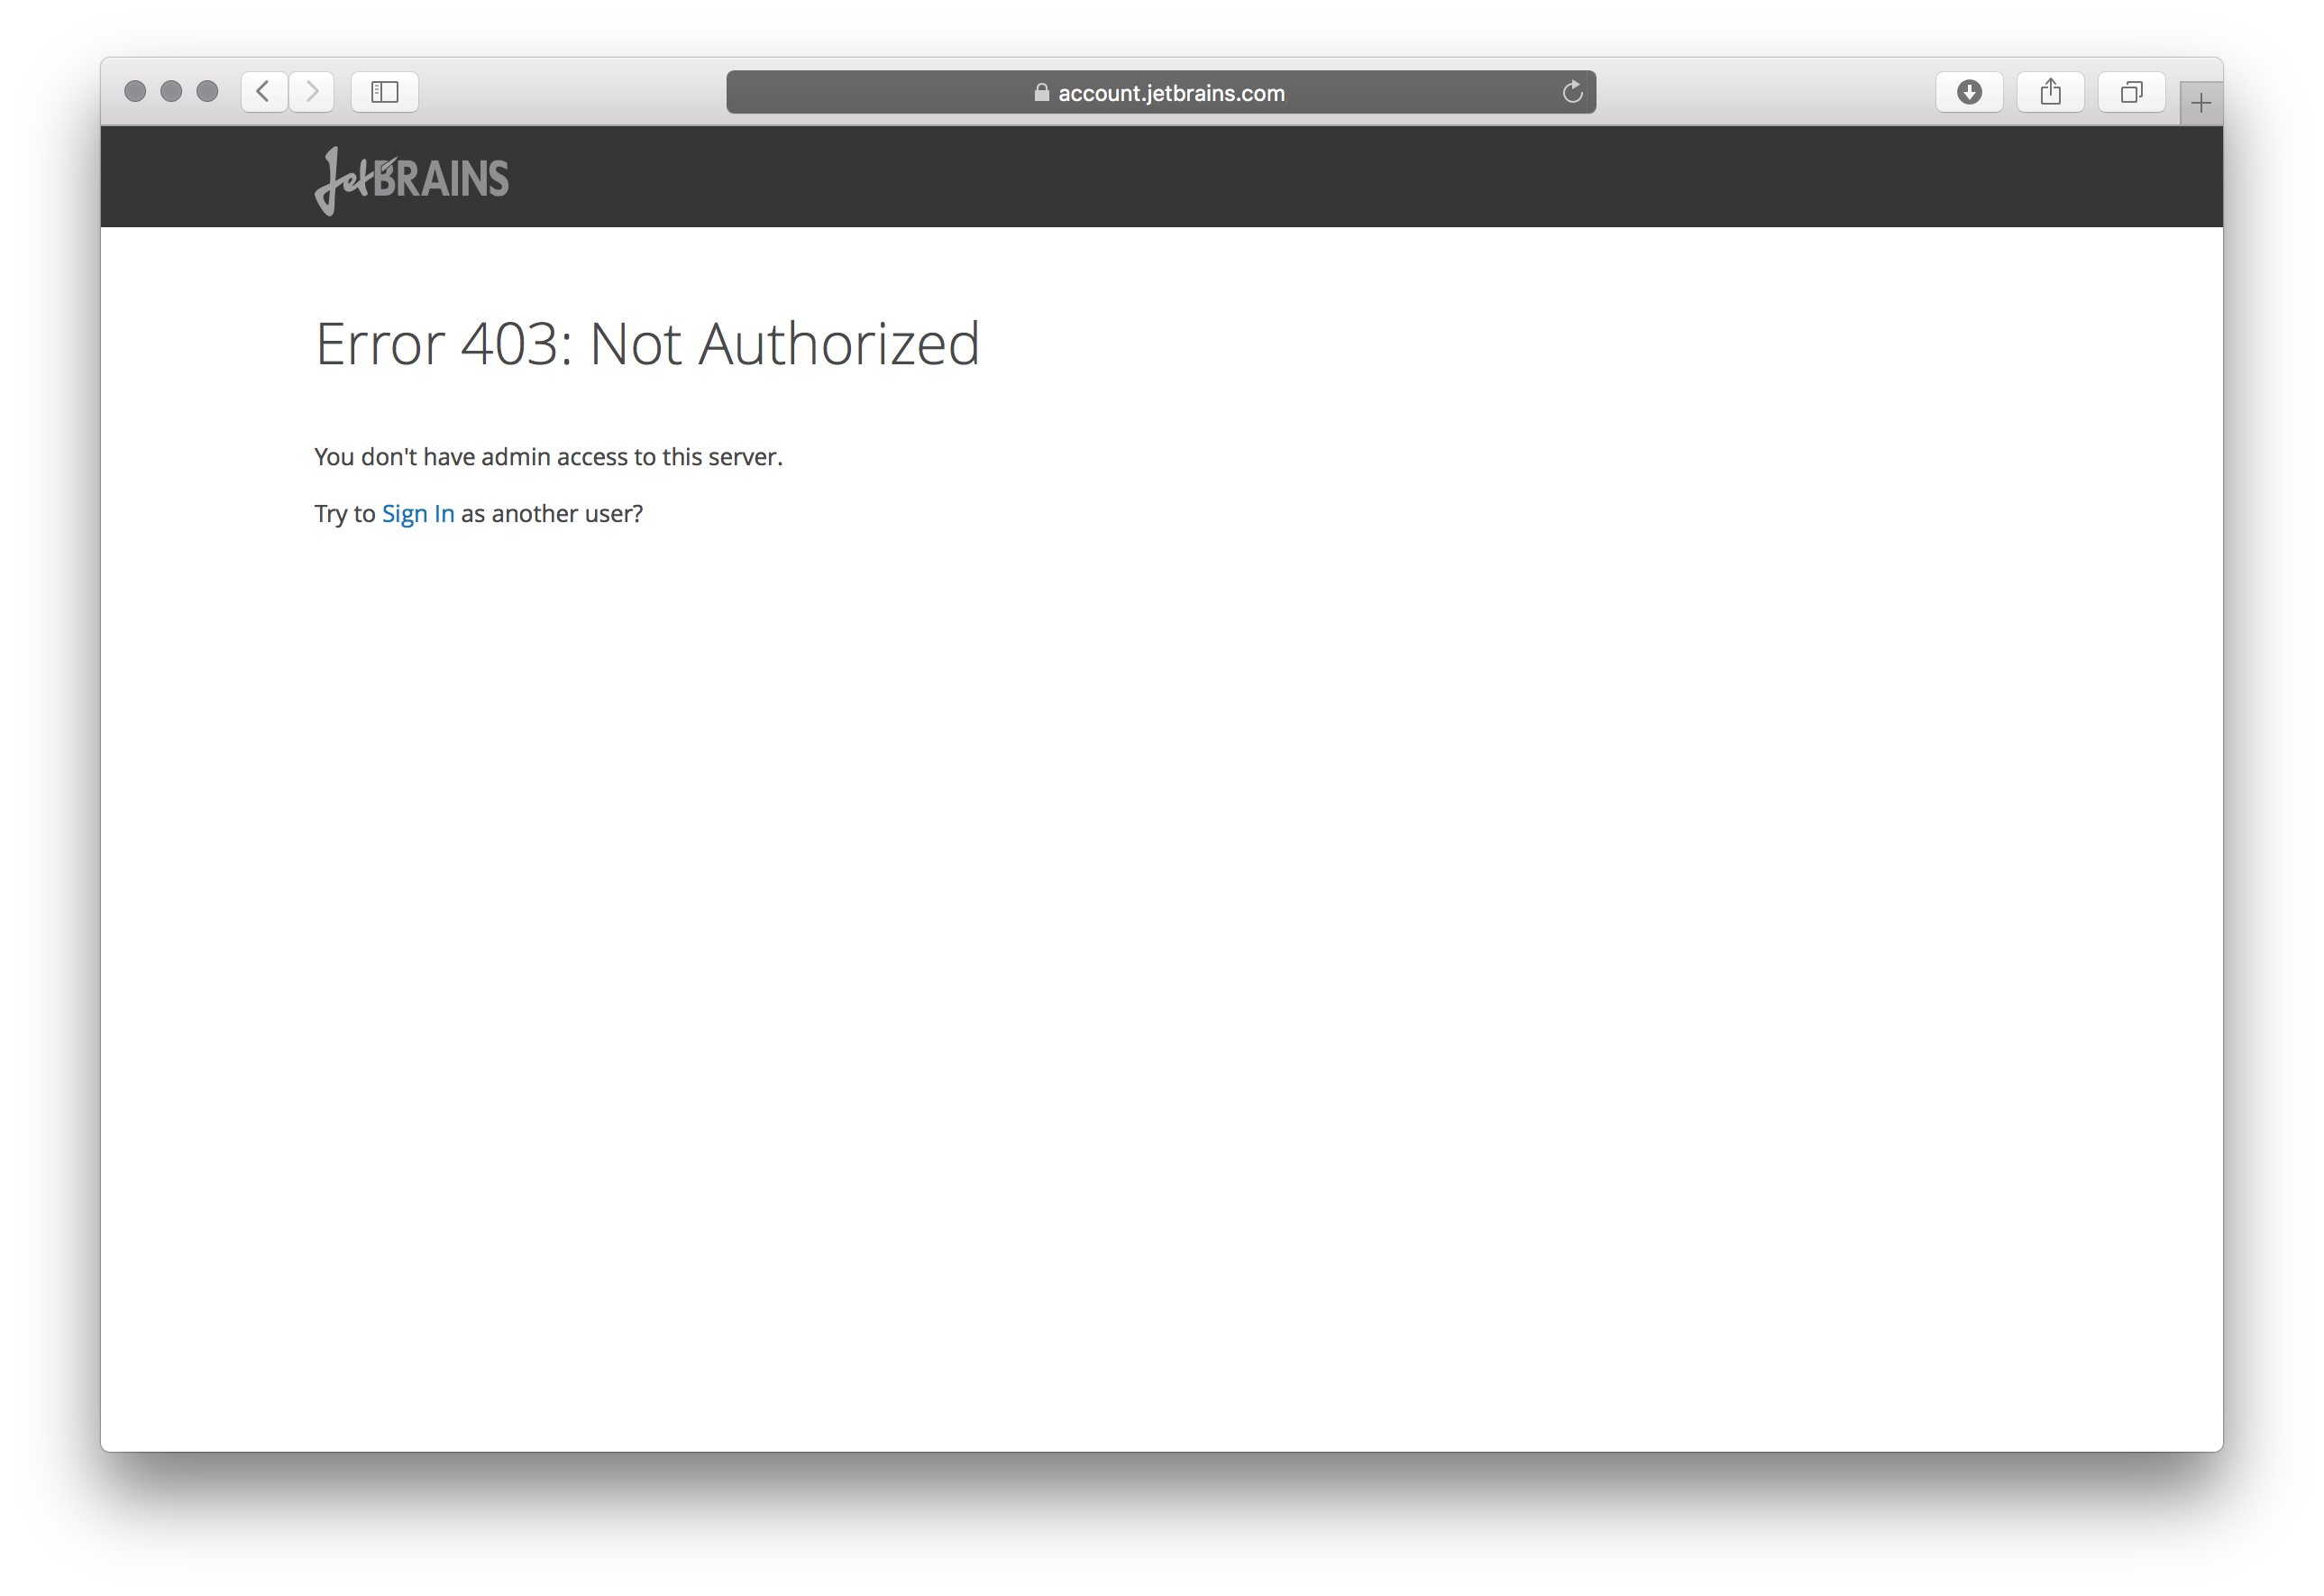 account.jetbrains.com
JetBRAINS
Error 403: Not Authorized
You don't have admin access to this server.
Try to Sign In as another user?